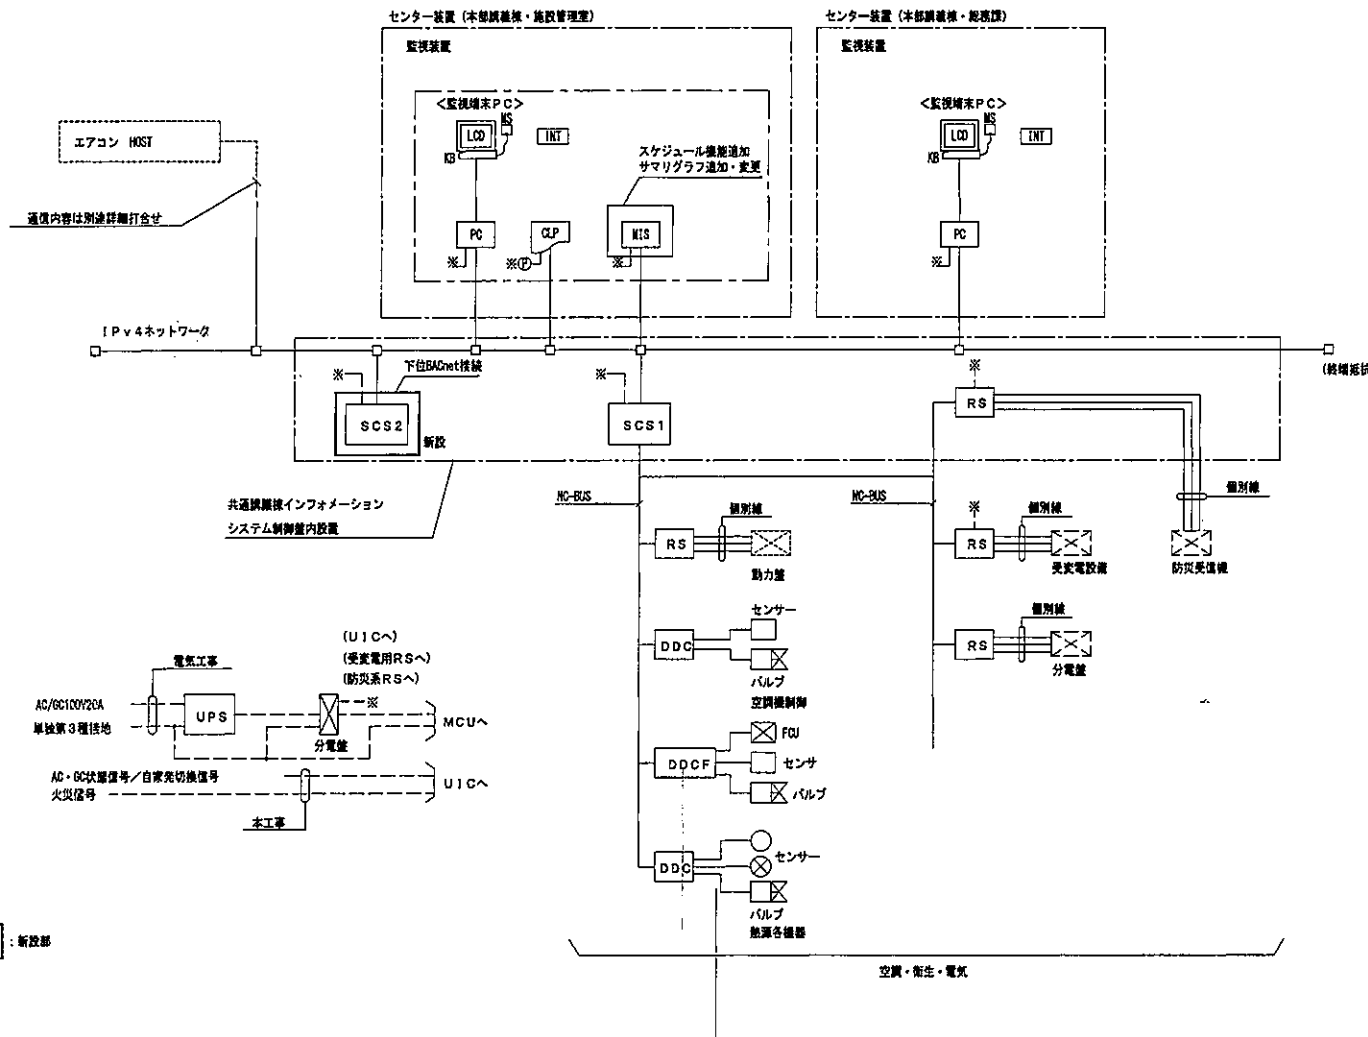 センター装置(本部講義棟・施設管理室)
監視装置
<監視端末PC>
LCD
MS
KB
INT
スケジュール機能追加
サマリグラフ追加・変更
PC
CLP
MIS
※
※Ⓟ
※
センター装置(本部講義棟・総務課)
監視装置
<監視端末PC>
LCD
MS
KB
INT
PC
※
エアコン HOST
通信内容は別途詳細打合せ
IPv4ネットワーク
(終端抵抗
下位BACnet接続
※
SCS2
新設
※
SCS1
※
RS
共通講義棟インフォメーション
システム制御盤内設置
NC-BUS
NC-BUS
個別線
RS
動力盤
センサー
DDC
バルブ
空調機制御
FCU
DDCF
センサ
バルブ
DDC
センサー
バルブ
熱源各機器
※
個別線
RS
受変電設備
個別線
RS
分電盤
個別線
防災受信機
電気工事
(UICへ)
(受変電用RSへ)
(防災系RSへ)
AC/GC100V20A
単独第3種接地
UPS
※
分電盤
MCUへ
AC・GC状態信号/自家発切換信号
火災信号
UICへ
本工事
:新設部
空調・衛生・電気